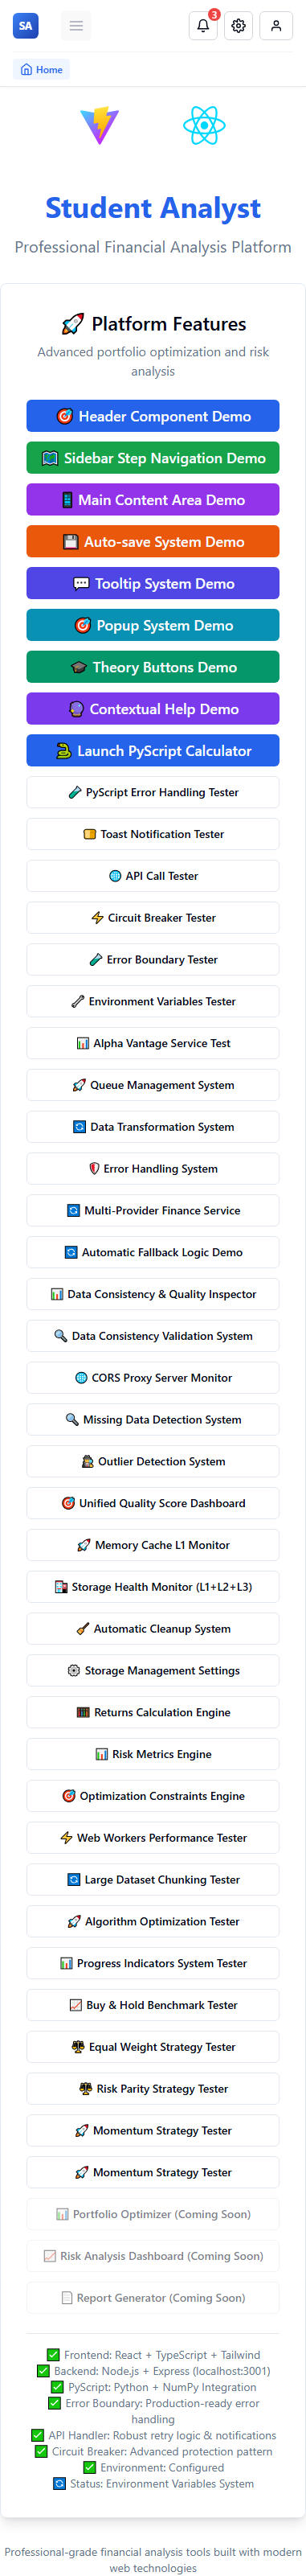 SA
3
Home
Student Analyst
Professional Financial Analysis Platform
🚀 Platform Features
Advanced portfolio optimization and risk
analysis
🎯 Header Component Demo
🗺️ Sidebar Step Navigation Demo
📱 Main Content Area Demo
💾 Auto-save System Demo
💬 Tooltip System Demo
🎯 Popup System Demo
🎓 Theory Buttons Demo
🔮 Contextual Help Demo
🐍 Launch PyScript Calculator
🧪 PyScript Error Handling Tester
🍞 Toast Notification Tester
🌐 API Call Tester
⚡ Circuit Breaker Tester
🧪 Error Boundary Tester
🔧 Environment Variables Tester
📊 Alpha Vantage Service Test
🚀 Queue Management System
🔄 Data Transformation System
🛡️ Error Handling System
🔄 Multi-Provider Finance Service
🔄 Automatic Fallback Logic Demo
📊 Data Consistency & Quality Inspector
🔍 Data Consistency Validation System
🌐 CORS Proxy Server Monitor
🔍 Missing Data Detection System
🕵️ Outlier Detection System
🎯 Unified Quality Score Dashboard
🚀 Memory Cache L1 Monitor
🏪 Storage Health Monitor (L1+L2+L3)
🧹 Automatic Cleanup System
⚙️ Storage Management Settings
🧮 Returns Calculation Engine
📊 Risk Metrics Engine
🎯 Optimization Constraints Engine
⚡ Web Workers Performance Tester
🔄 Large Dataset Chunking Tester
🚀 Algorithm Optimization Tester
📊 Progress Indicators System Tester
📈 Buy & Hold Benchmark Tester
⚖️ Equal Weight Strategy Tester
⚖️ Risk Parity Strategy Tester
🚀 Momentum Strategy Tester
🚀 Momentum Strategy Tester
📊 Portfolio Optimizer (Coming Soon)
📈 Risk Analysis Dashboard (Coming Soon)
📄 Report Generator (Coming Soon)
✅ Frontend: React + TypeScript + Tailwind
✅ Backend: Node.js + Express (localhost:3001)
✅ PyScript: Python + NumPy Integration
✅ Error Boundary: Production-ready error
handling
✅ API Handler: Robust retry logic & notifications
✅ Circuit Breaker: Advanced protection pattern
✅ Environment: Configured
🔄 Status: Environment Variables System
Professional-grade financial analysis tools built with modern
web technologies